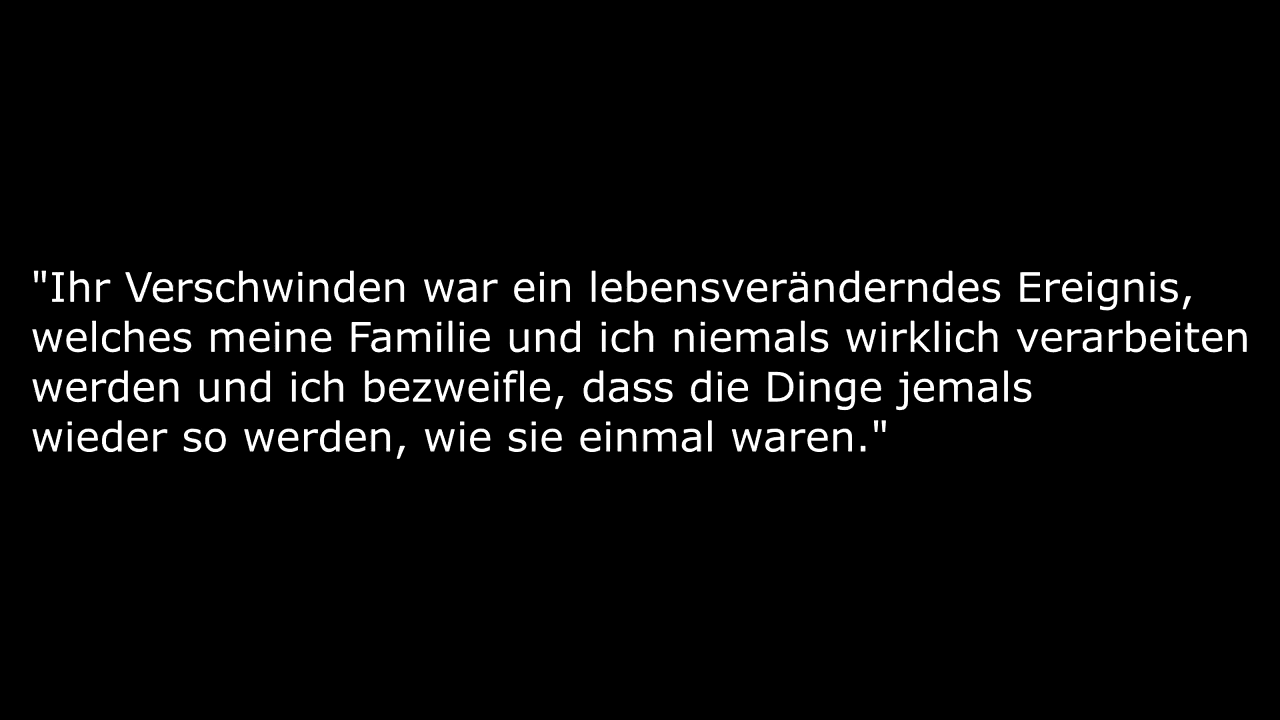 "Ihr Verschwinden war ein lebensveränderndes Ereignis,
welches meine Familie und ich niemals wirklich verarbeiten
werden und ich bezweifle, dass die Dinge jemals
wieder so werden, wie sie einmal waren."